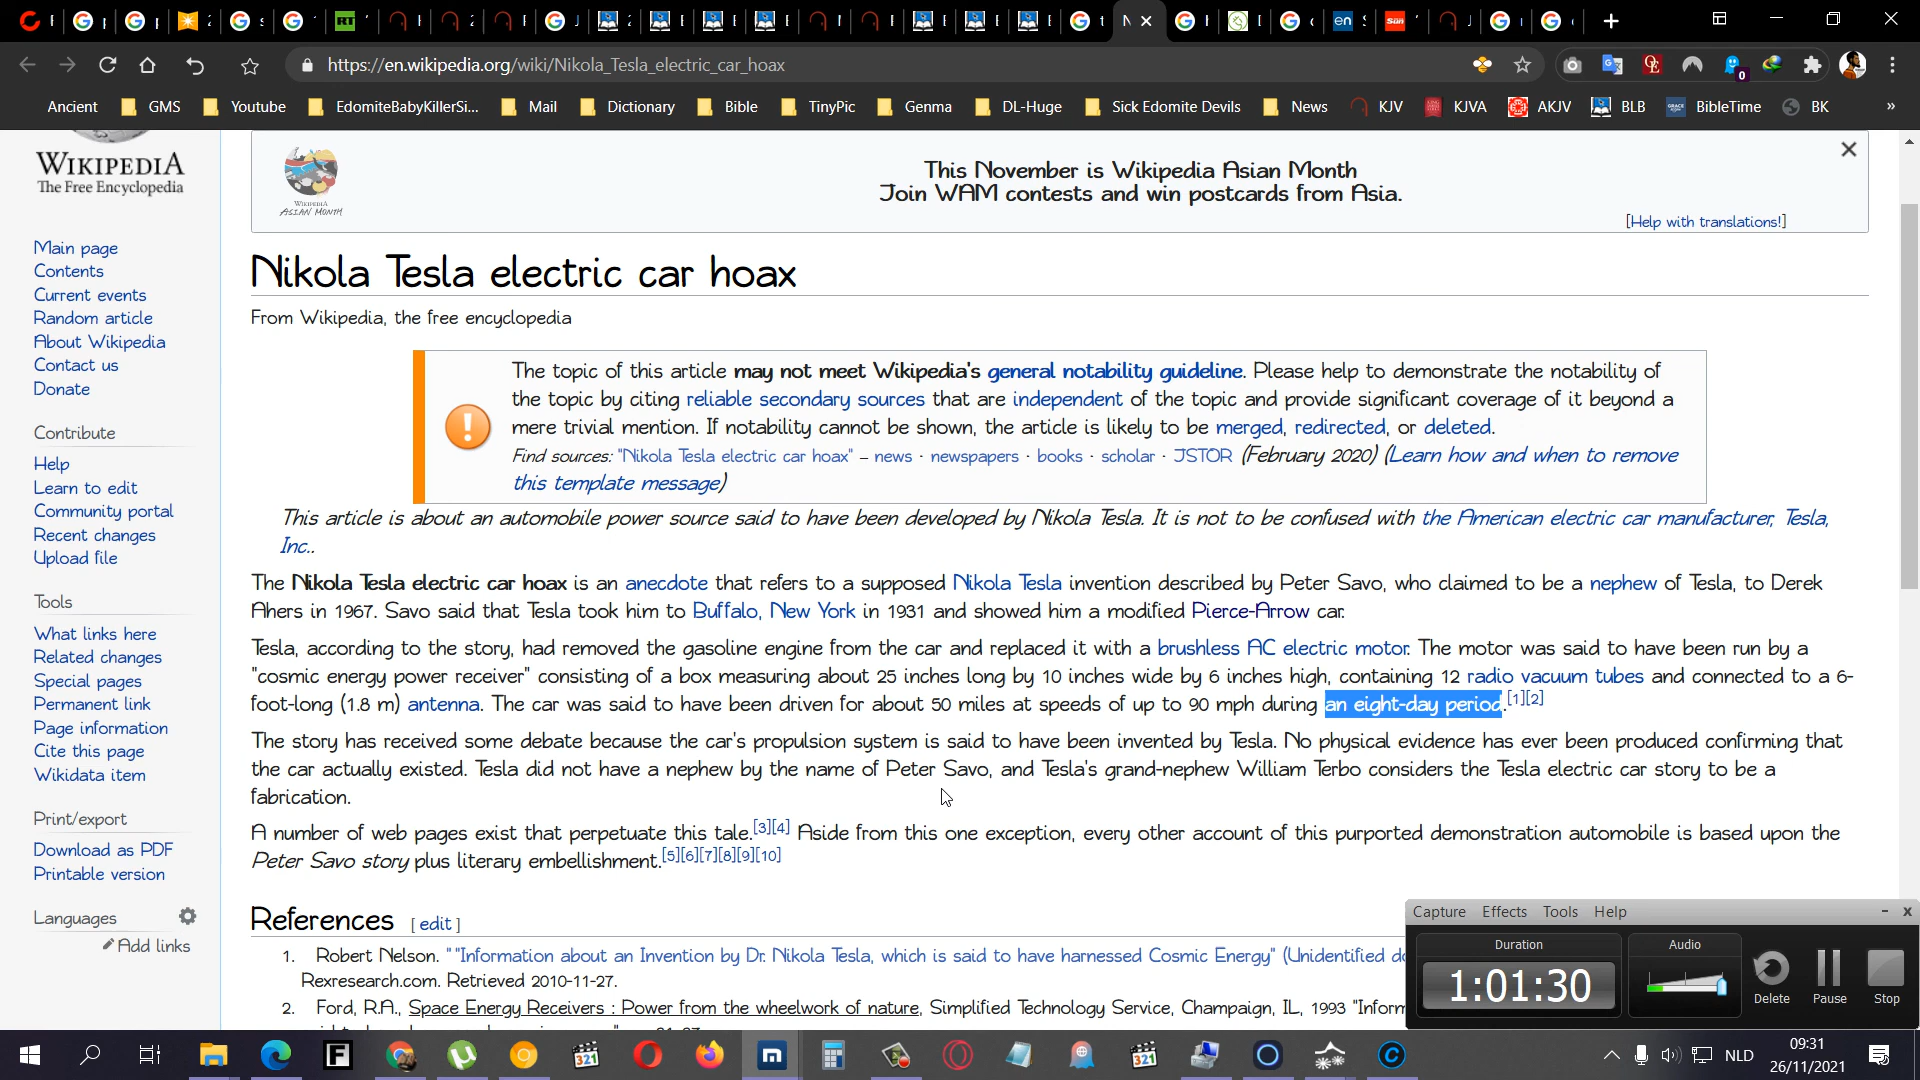 https://en.wikipedia.org/wiki/Nikola_Tesla_electric_car_hoax
0
Ancient GMS Youtube EdomiteBabyKillerSi... Mail Dictionary Bible TinyPic Genma DL-Huge Sick Edomite Devils News KJV KJVA AKJV BLB BibleTime BK »
WIKIPEDIA
The Free Encyclopedia
Main page
Contents
Current events
Random article
About Wikipedia
Contact us
Donate
Contribute
Help
Learn to edit
Community portal
Recent changes
Upload file
Tools
What links here
Related changes
Special pages
Permanent link
Page information
Cite this page
Wikidata item
Print/export
Download as PDF
Printable version
Languages
Add links
WIKIPEDIA
ASIAN MONTH
This November is Wikipedia Asian Month
Join WAM contests and win postcards from Asia.
[Help with translations!]
Nikola Tesla electric car hoax
From Wikipedia, the free encyclopedia
The topic of this article may not meet Wikipedia's general notability guideline. Please help to demonstrate the notability of
the topic by citing reliable secondary sources that are independent of the topic and provide significant coverage of it beyond a
mere trivial mention. If notability cannot be shown, the article is likely to be merged, redirected, or deleted.
Find sources: "Nikola Tesla electric car hoax" – news · newspapers · books · scholar · JSTOR (February 2020) (Learn how and when to remove
this template message)
This article is about an automobile power source said to have been developed by Nikola Tesla. It is not to be confused with the American electric car manufacturer, Tesla,
Inc..
The Nikola Tesla electric car hoax is an anecdote that refers to a supposed Nikola Tesla invention described by Peter Savo, who claimed to be a nephew of Tesla, to Derek
Ahers in 1967. Savo said that Tesla took him to Buffalo, New York in 1931 and showed him a modified Pierce-Arrow car.
Tesla, according to the story, had removed the gasoline engine from the car and replaced it with a brushless AC electric motor. The motor was said to have been run by a
"cosmic energy power receiver" consisting of a box measuring about 25 inches long by 10 inches wide by 6 inches high, containing 12 radio vacuum tubes and connected to a 6-
foot-long (1.8 m) antenna. The car was said to have been driven for about 50 miles at speeds of up to 90 mph during an eight-day period.[1][2]
The story has received some debate because the car's propulsion system is said to have been invented by Tesla. No physical evidence has ever been produced confirming that
the car actually existed. Tesla did not have a nephew by the name of Peter Savo, and Tesla's grand-nephew William Terbo considers the Tesla electric car story to be a
fabrication.
A number of web pages exist that perpetuate this tale.[3][4] Aside from this one exception, every other account of this purported demonstration automobile is based upon the
Peter Savo story plus literary embellishment.[5][6][7][8][9][10]
References [ edit ]
1. Robert Nelson. ""Information about an Invention by Dr. Nikola Tesla, which is said to have harnessed Cosmic Energy" (Unidentified
Rexresearch.com. Retrieved 2010-11-27.
2. Ford, R.A., Space Energy Receivers : Power from the wheelwork of nature, Simplified Technology Service, Champaign, IL, 1993
Capture Effects Tools Help
Duration
1:01:30
Audio
Delete
Pause
Stop
NLD
09:31
26/11/2021